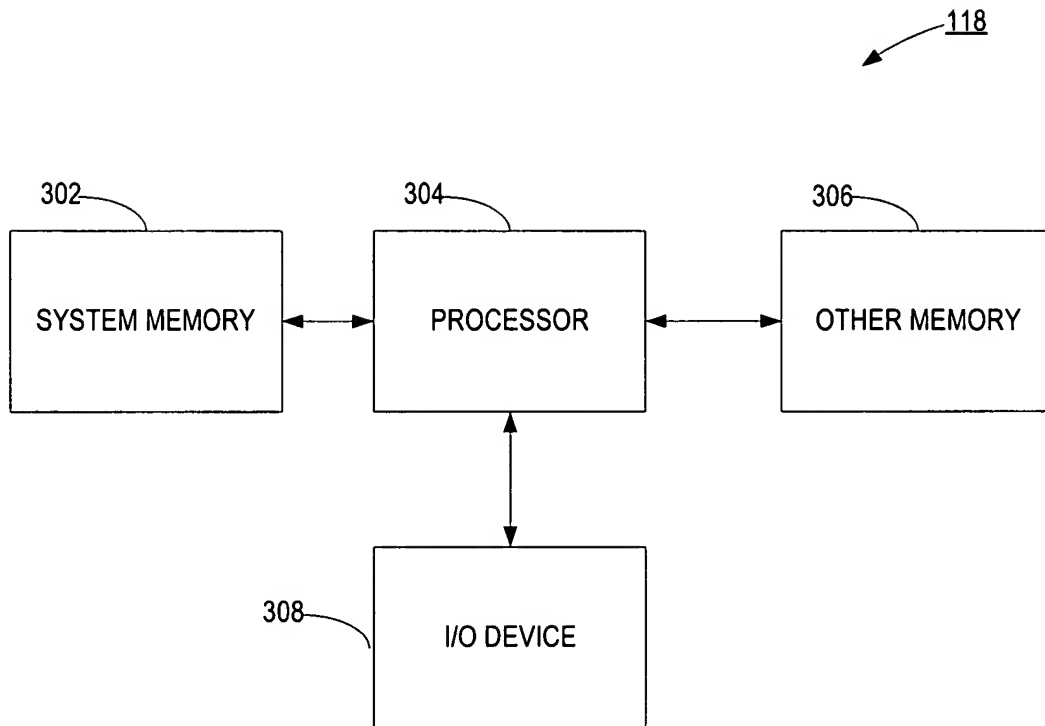 118
302
304
306
SYSTEM MEMORY
PROCESSOR
OTHER MEMORY
308
I/O DEVICE